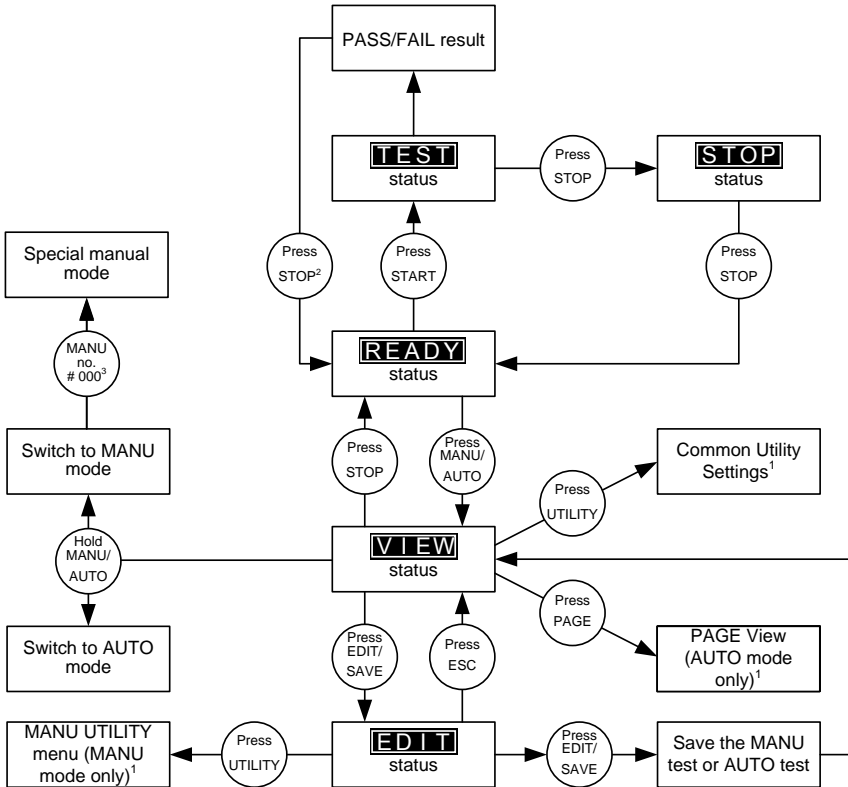 PASS/FAIL result
TEST
status
Press
STOP
STOP
status
Special manual
mode
Press
STOP²
Press
START
Press
STOP
MANU
no.
# 000³
READY
status
Switch to MANU
mode
Press
STOP
Press
MANU/
AUTO
Common Utility
Settings¹
Press
UTILITY
Hold
MANU/
AUTO
VIEW
status
Press
PAGE
Switch to AUTO
mode
Press
EDIT/
SAVE
Press
ESC
PAGE View
(AUTO mode
only)¹
MANU UTILITY
menu (MANU
mode only)¹
Press
UTILITY
EDIT
status
Press
EDIT/
SAVE
Save the MANU
test or AUTO test